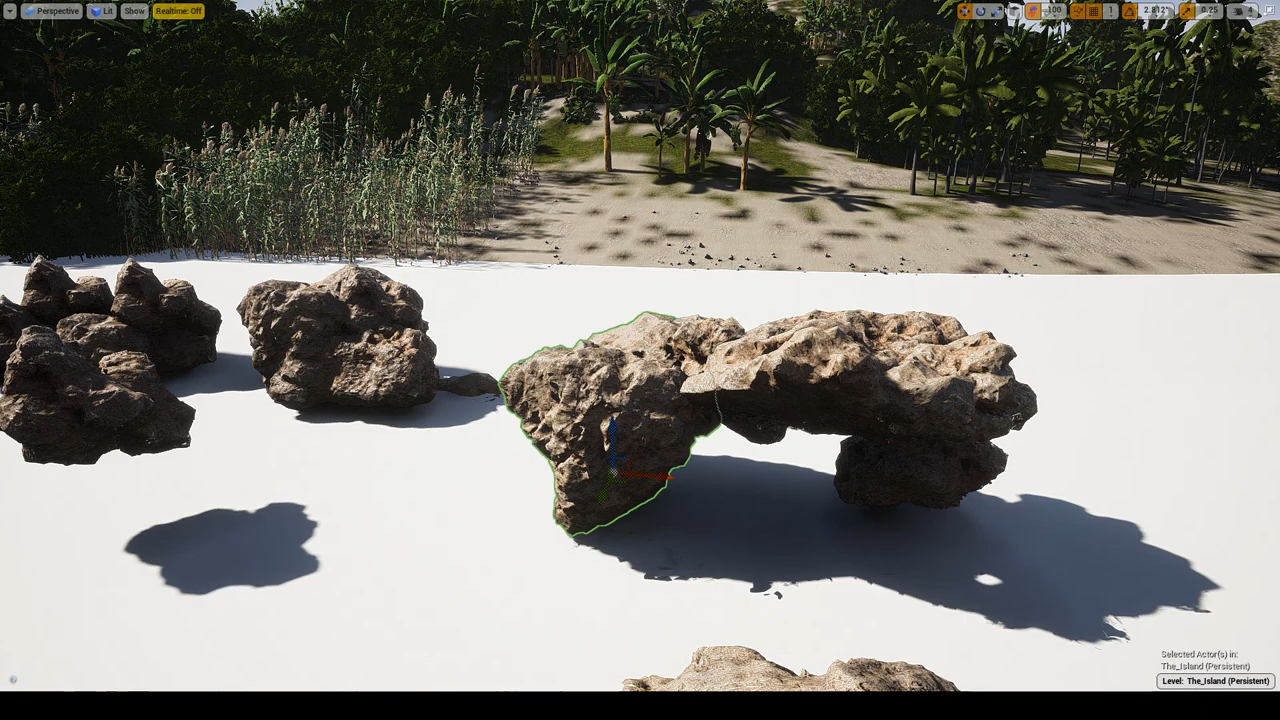 Perspective Lit Show Realtime: Off 100 1 2.812° 0.25 4
Selected Actor(s) in:
The_Island (Persistent)
Level: The_Island (Persistent)